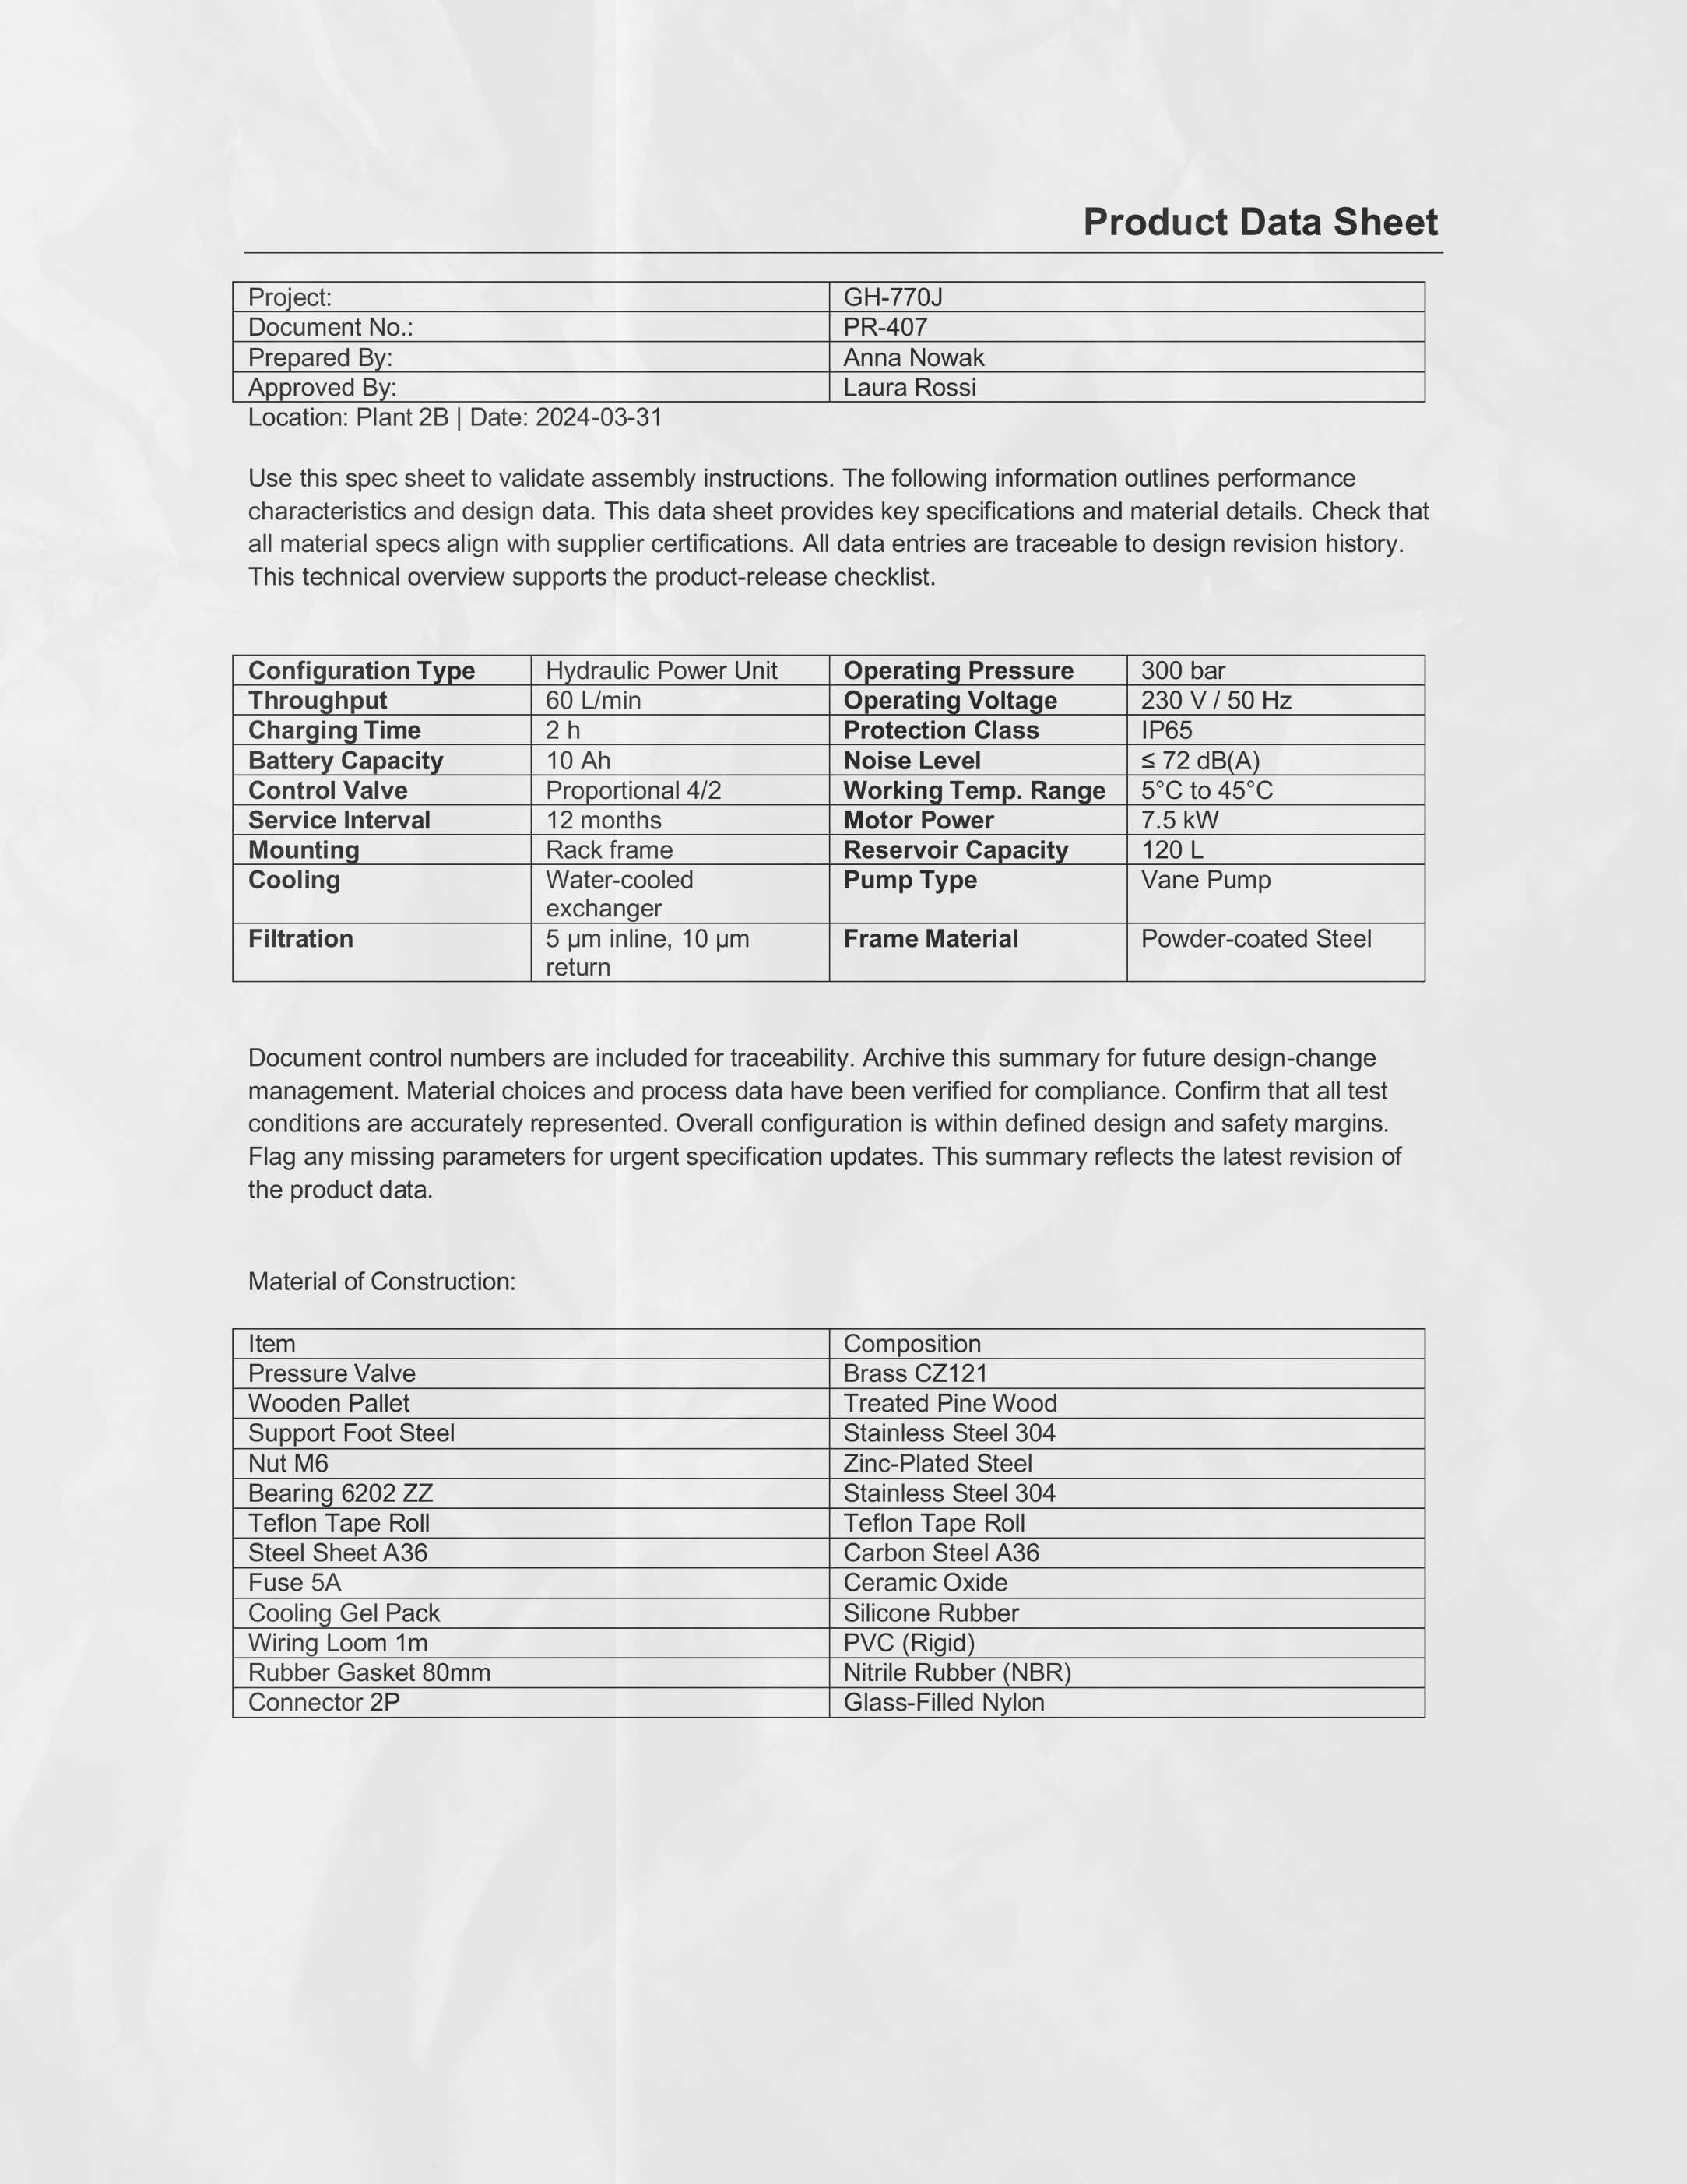 Product Data Sheet
Project: GH-770J
Document No.: PR-407
Prepared By: Anna Nowak
Approved By: Laura Rossi
Location: Plant 2B | Date: 2024-03-31
Use this spec sheet to validate assembly instructions. The following information outlines performance
characteristics and design data. This data sheet provides key specifications and material details. Check that
all material specs align with supplier certifications. All data entries are traceable to design revision history.
This technical overview supports the product-release checklist.
Configuration Type Hydraulic Power Unit Operating Pressure 300 bar
Throughput 60 L/min Operating Voltage 230 V / 50 Hz
Charging Time 2 h Protection Class IP65
Battery Capacity 10 Ah Noise Level ≤ 72 dB(A)
Control Valve Proportional 4/2 Working Temp. Range 5°C to 45°C
Service Interval 12 months Motor Power 7.5 kW
Mounting Rack frame Reservoir Capacity 120 L
Cooling Water-cooled Pump Type Vane Pump
exchanger
Filtration 5 µm inline, 10 µm Frame Material Powder-coated Steel
return
Document control numbers are included for traceability. Archive this summary for future design-change
management. Material choices and process data have been verified for compliance. Confirm that all test
conditions are accurately represented. Overall configuration is within defined design and safety margins.
Flag any missing parameters for urgent specification updates. This summary reflects the latest revision of
the product data.
Material of Construction:
Item Composition
Pressure Valve Brass CZ121
Wooden Pallet Treated Pine Wood
Support Foot Steel Stainless Steel 304
Nut M6 Zinc-Plated Steel
Bearing 6202 ZZ Stainless Steel 304
Teflon Tape Roll Teflon Tape Roll
Steel Sheet A36 Carbon Steel A36
Fuse 5A Ceramic Oxide
Cooling Gel Pack Silicone Rubber
Wiring Loom 1m PVC (Rigid)
Rubber Gasket 80mm Nitrile Rubber (NBR)
Connector 2P Glass-Filled Nylon